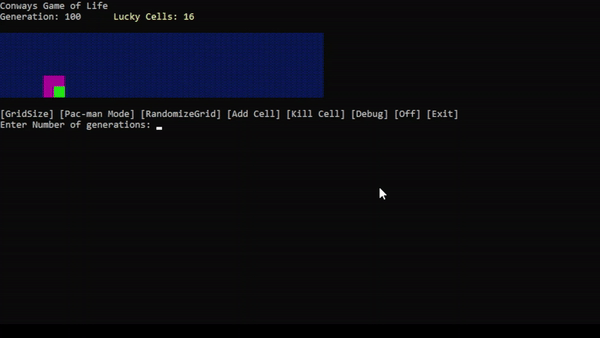 Conways Game of Life
Generation: 100 Lucky Cells: 16
[GridSize] [Pac-man Mode] [RandomizeGrid] [Add Cell] [Kill Cell] [Debug] [Off] [Exit]
Enter Number of generations: